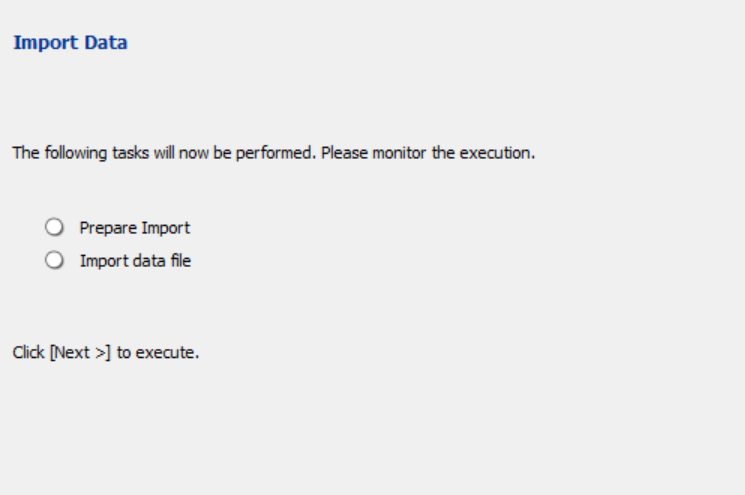 Import Data
The following tasks will now be performed. Please monitor the execution.
Prepare Import
Import data file
Click [Next >] to execute.